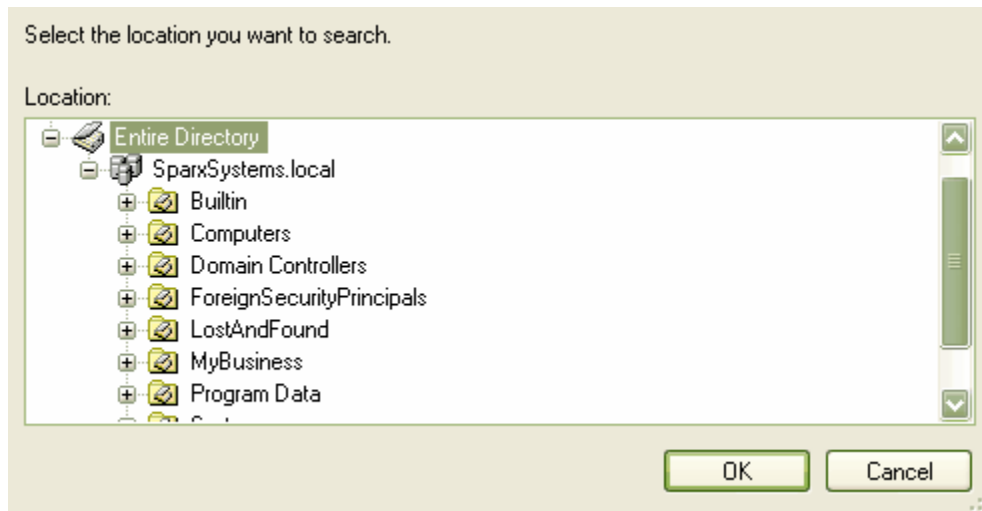 Select the location you want to search.
Location:
Entire Directory
SparxSystems.local
Builtin
Computers
Domain Controllers
ForeignSecurityPrincipals
LostAndFound
MyBusiness
Program Data
OK Cancel